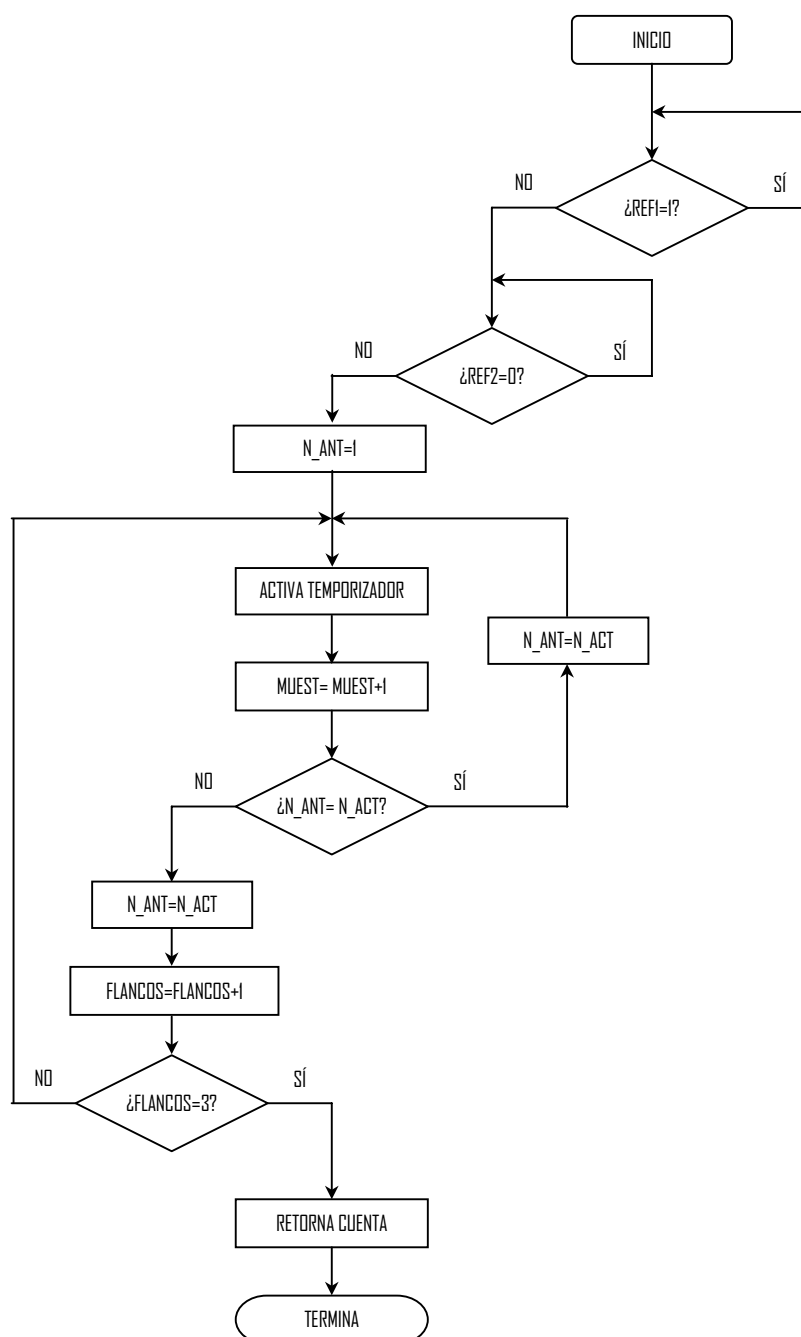 INICIO
NO
SÍ
¿REF1=1?
NO
SÍ
¿REF2=0?
N_ANT=1
ACTIVA TEMPORIZADOR
N_ANT=N_ACT
MUEST= MUEST+1
NO
SÍ
¿N_ANT= N_ACT?
N_ANT=N_ACT
FLANCOS=FLANCOS+1
NO
SÍ
¿FLANCOS=3?
RETORNA CUENTA
TERMINA